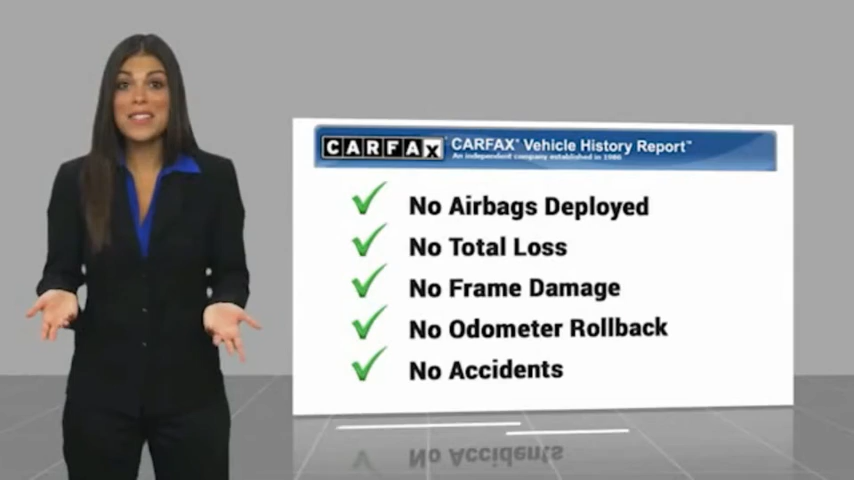 CARFAX
CARFAX Vehicle History Report™
An independent company established in 1986
No Airbags Deployed
No Total Loss
No Frame Damage
No Odometer Rollback
No Accidents
No Accidents